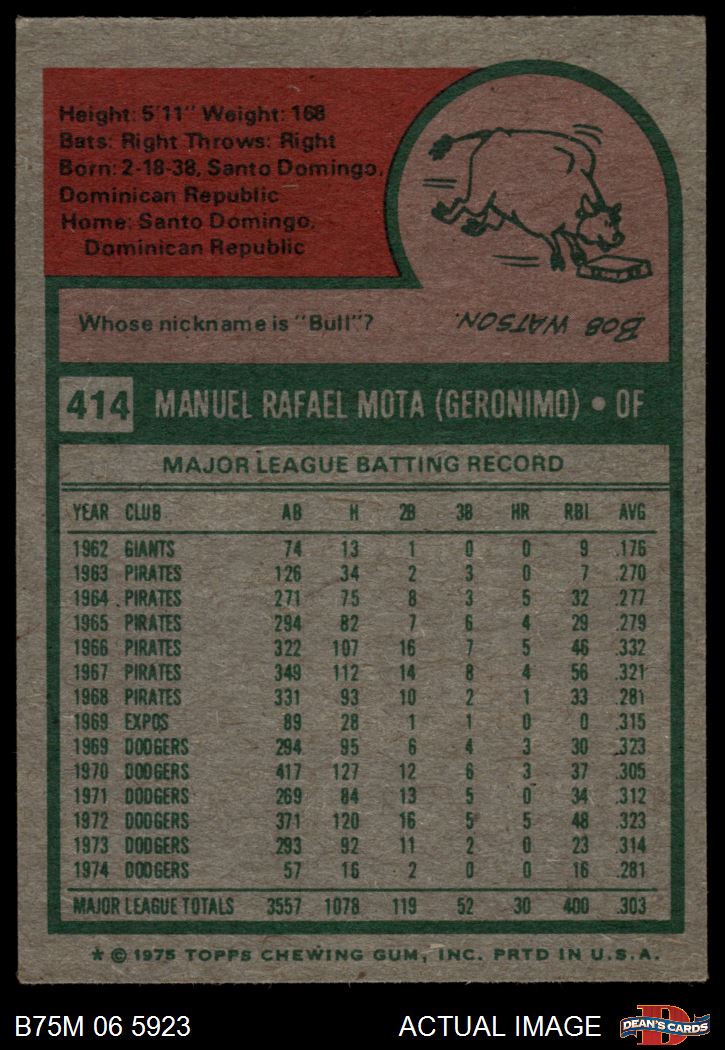 Height: 5'11" Weight: 168
Bats: Right Throws: Right
Born: 2-18-38, Santo Domingo,
Dominican Republic
Home: Santo Domingo,
Dominican Republic
Whose nickname is "Bull"?
BOB WATSON.
414 MANUEL RAFAEL MOTA (GERONIMO) • OF
MAJOR LEAGUE BATTING RECORD
YEAR CLUB AB H 2B 3B HR RBI AVG
1962 GIANTS 74 13 1 0 0 9 .176
1963 PIRATES 126 34 2 3 0 7 .270
1964 PIRATES 271 75 8 3 5 32 .277
1965 PIRATES 294 82 7 6 4 29 .279
1966 PIRATES 322 107 16 7 5 46 .332
1967 PIRATES 349 112 14 8 4 56 .321
1968 PIRATES 331 93 10 2 1 33 .281
1969 EXPOS 89 28 1 1 0 0 .315
1969 DODGERS 294 95 6 4 3 30 .323
1970 DODGERS 417 127 12 6 3 37 .305
1971 DODGERS 269 84 13 5 0 34 .312
1972 DODGERS 371 120 16 5 5 48 .323
1973 DODGERS 293 92 11 2 0 23 .314
1974 DODGERS 57 16 2 0 0 16 .281
MAJOR LEAGUE TOTALS 3557 1078 119 52 30 400 .303
* © 1975 TOPPS CHEWING GUM, INC. PRTD IN U.S.A.
B75M 06 5923 ACTUAL IMAGE DEAN'S CARDS